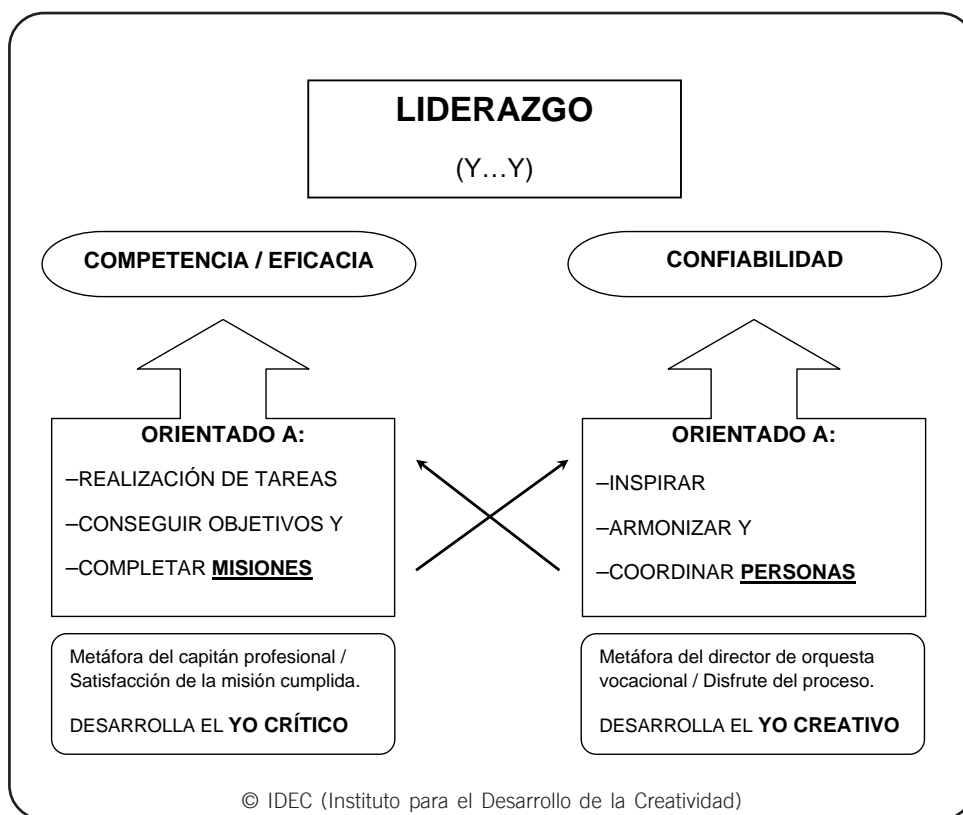 LIDERAZGO
(Y…Y)
COMPETENCIA / EFICACIA
CONFIABILIDAD
ORIENTADO A:
–REALIZACIÓN DE TAREAS
–CONSEGUIR OBJETIVOS Y
–COMPLETAR MISIONES
ORIENTADO A:
–INSPIRAR
–ARMONIZAR Y
–COORDINAR PERSONAS
Metáfora del capitán profesional /
Satisfacción de la misión cumplida.
DESARROLLA EL YO CRÍTICO
Metáfora del director de orquesta
vocacional / Disfrute del proceso.
DESARROLLA EL YO CREATIVO
© IDEC (Instituto para el Desarrollo de la Creatividad)